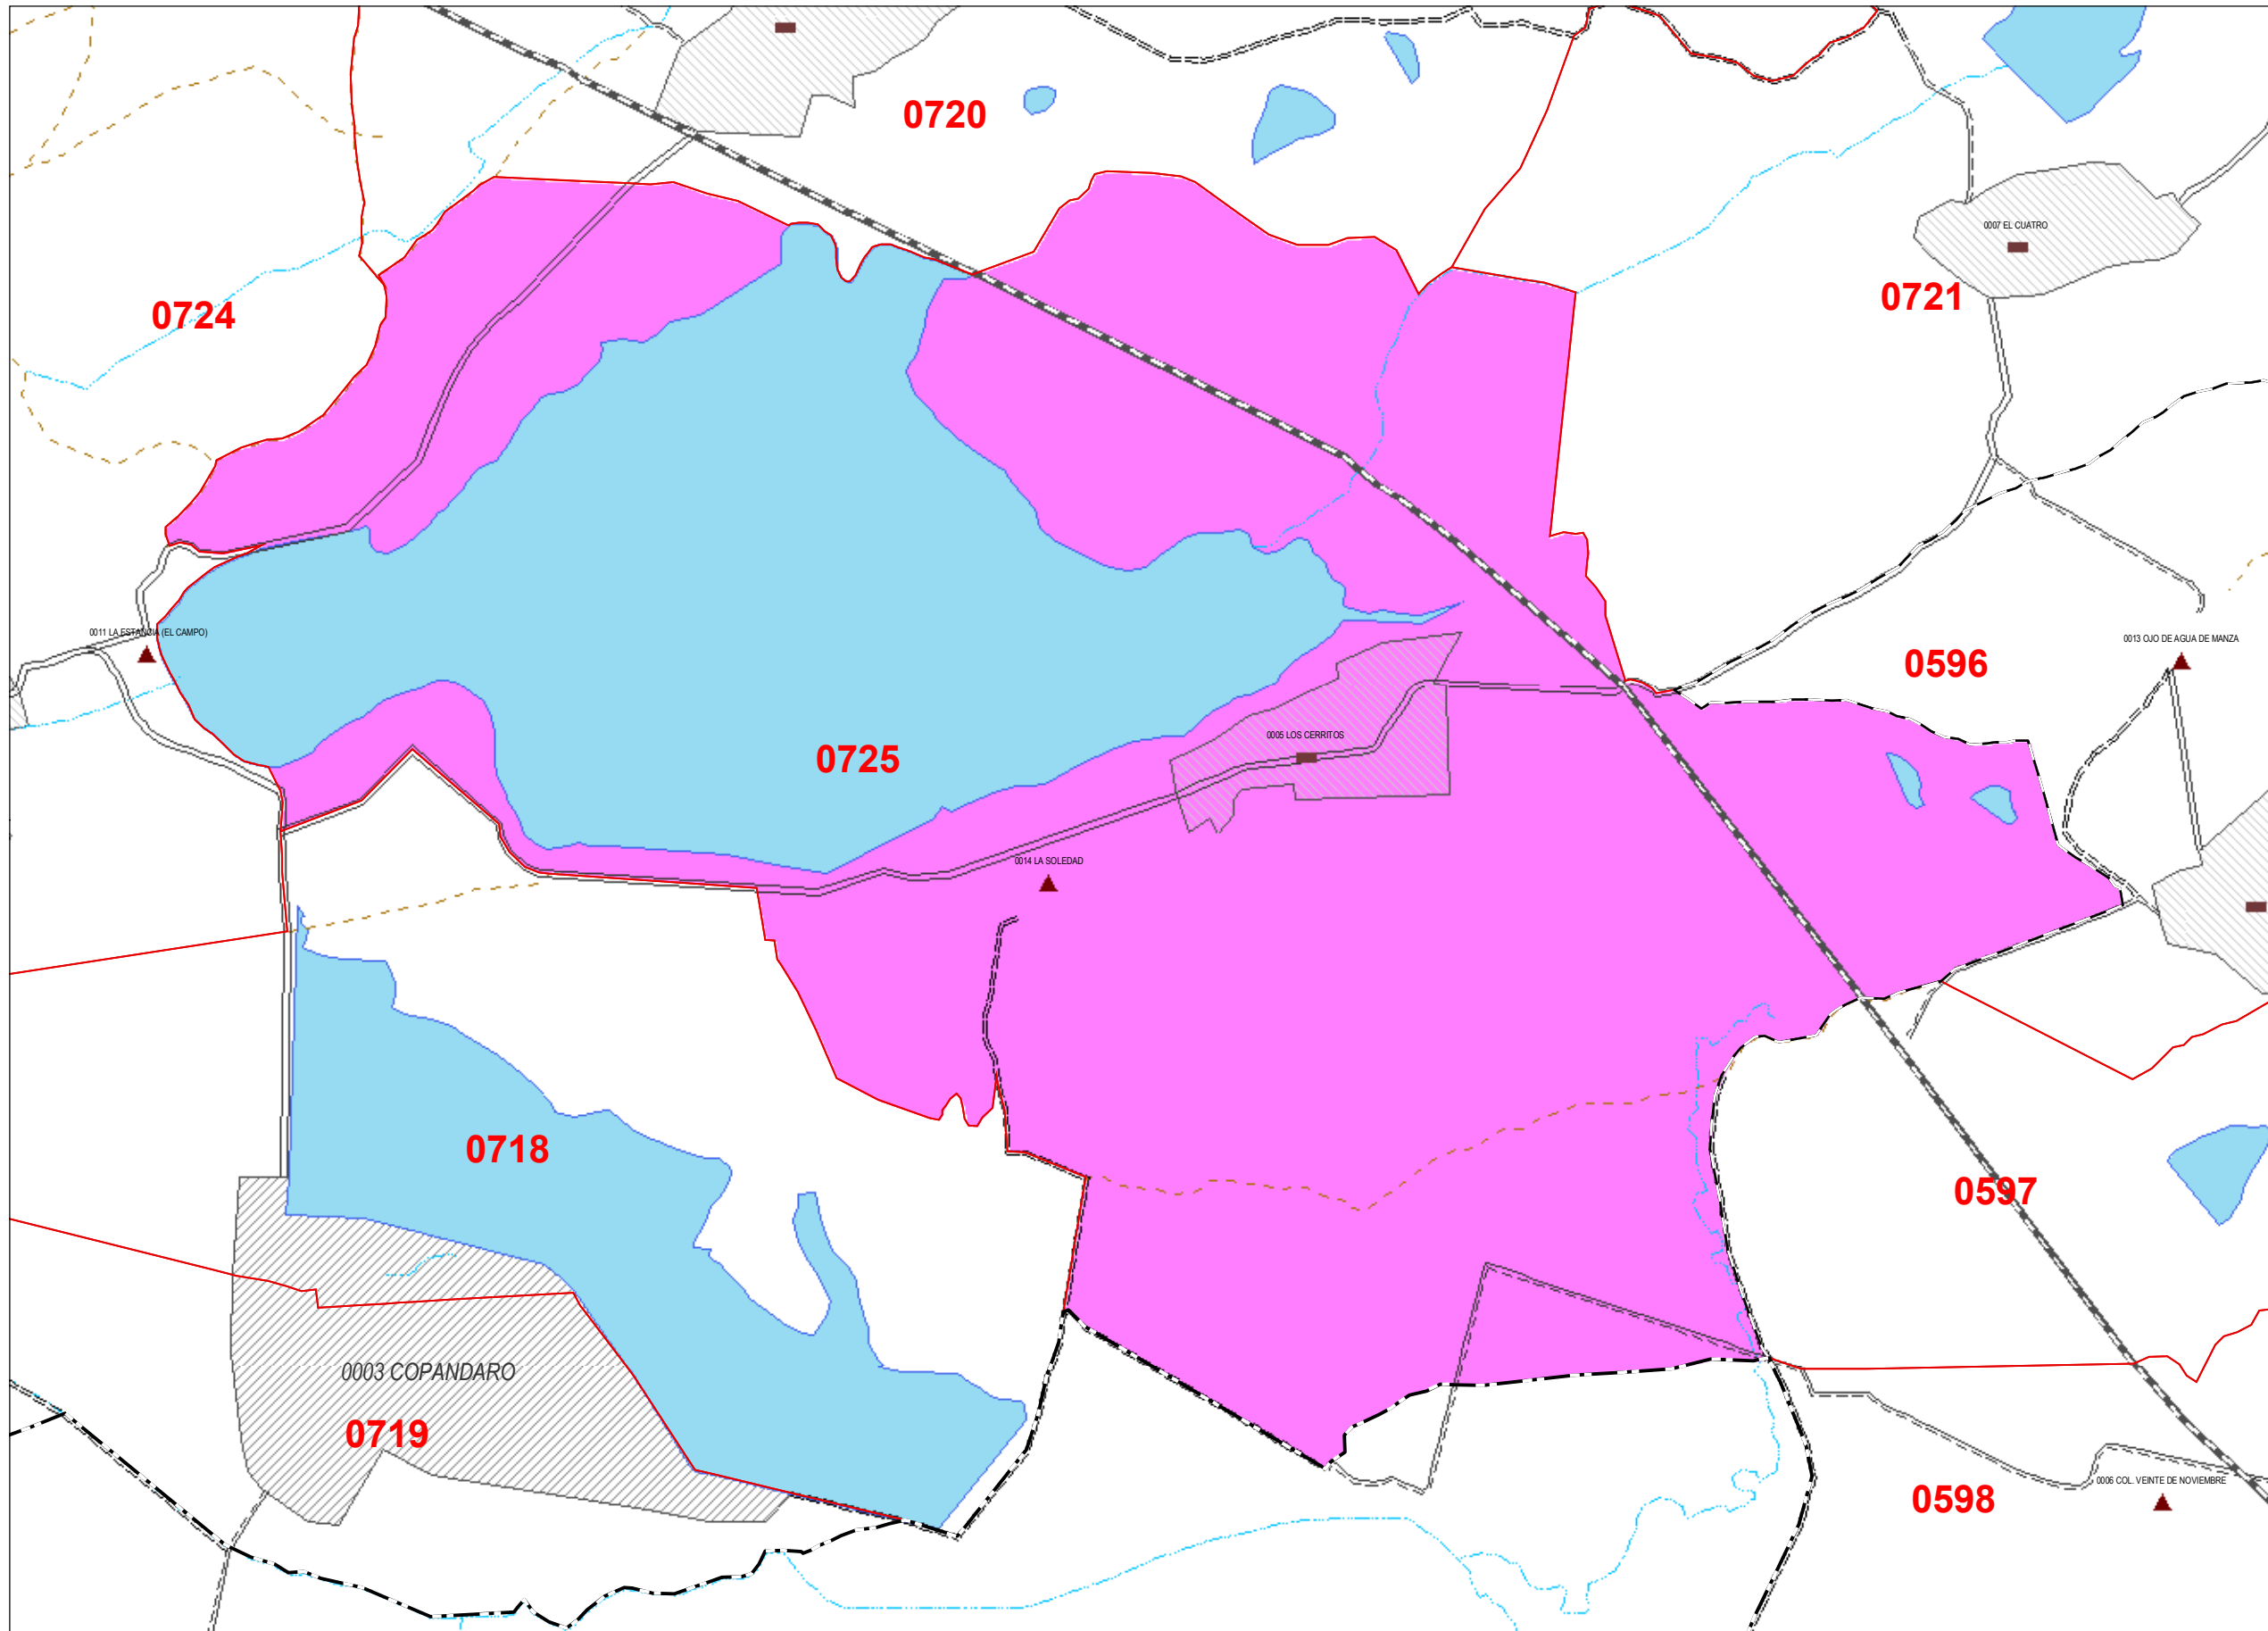 0720
0007 EL CUATRO
0721
0724
0011 LA ESTANCIA (EL CAMPO)
0013 OJO DE AGUA DE MANZA
0596
0005 LOS CERRITOS
0725
0014 LA SOLEDAD
0718
0597
0003 COPANDARO
0719
0006 COL. VEINTE DE NOVIEMBRE
0598